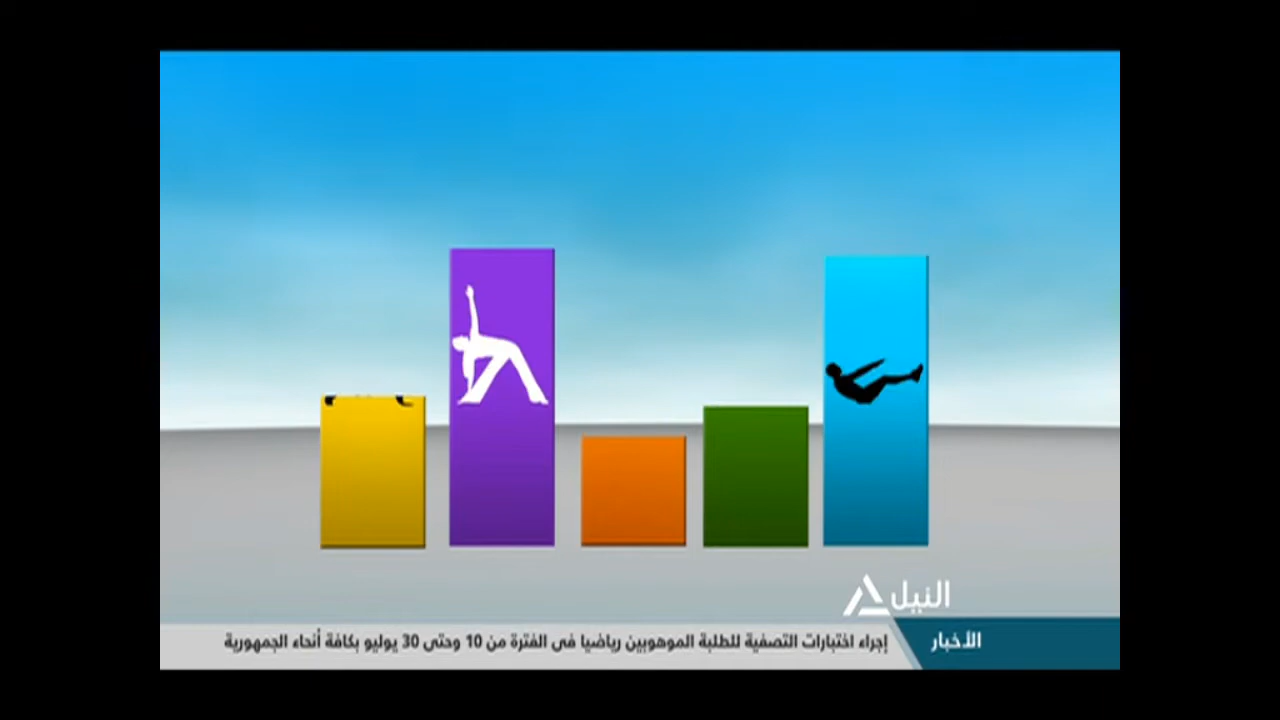 النيل
الأخبار
إجراء اختبارات التصفية للطلبة الموهوبين رياضيا فى الفترة من 10 وحتى 30 يوليو بكافة أنحاء الجمهورية